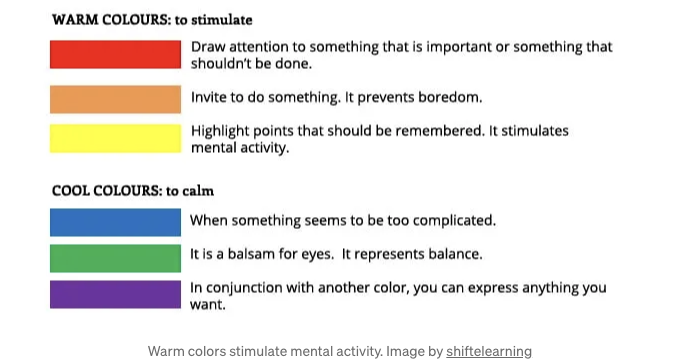 WARM COLOURS: to stimulate
Draw attention to something that is important or something that
shouldn't be done.
Invite to do something. It prevents boredom.
Highlight points that should be remembered. It stimulates
mental activity.
COOL COLOURS: to calm
When something seems to be too complicated.
It is a balsam for eyes.  It represents balance.
In conjunction with another color, you can express anything you
want.
Warm colors stimulate mental activity. Image by shiftelearning